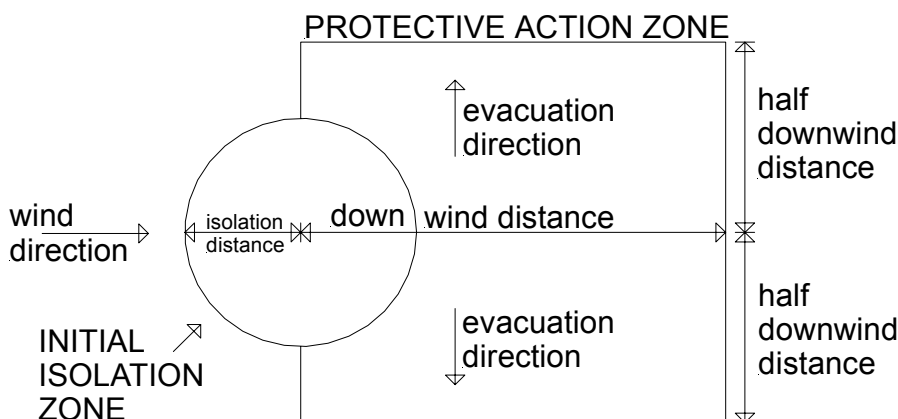 PROTECTIVE ACTION ZONE
evacuation
direction
half
downwind
distance
wind
direction
isolation
distance
down wind distance
evacuation
direction
half
downwind
distance
INITIAL
ISOLATION
ZONE